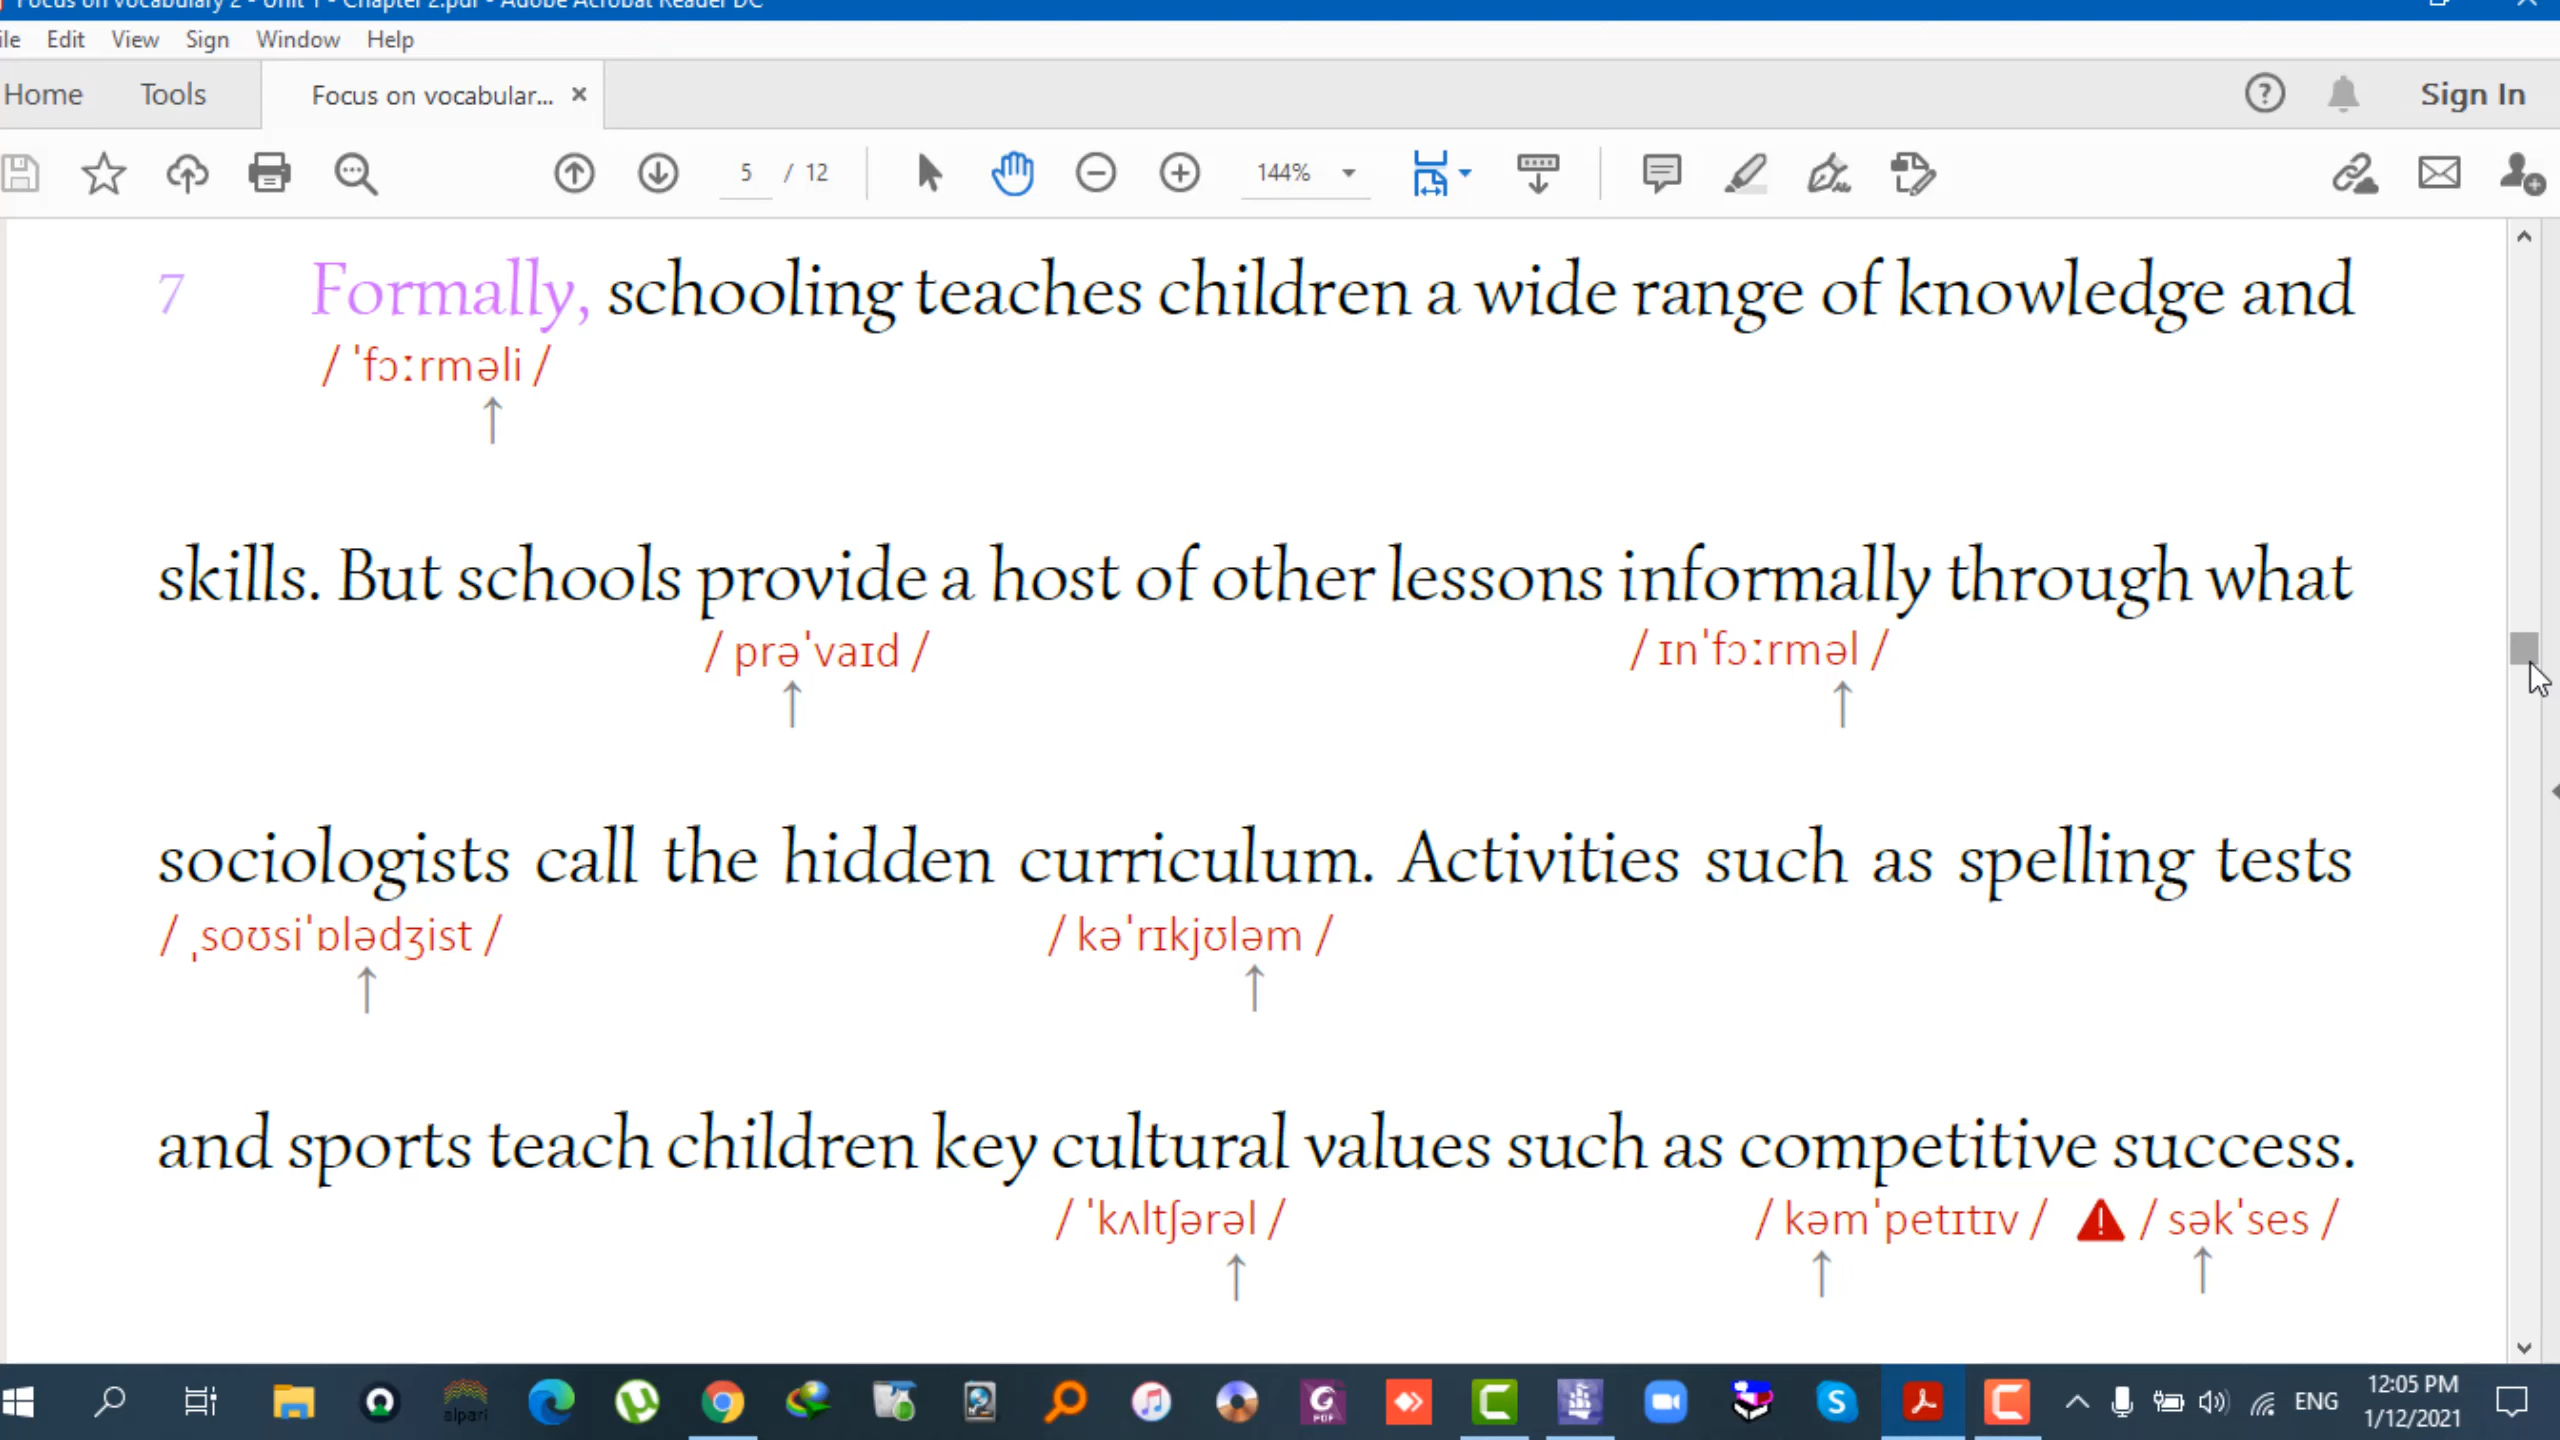 Focus on Vocabulary 2 - Unit 1 - Chapter 2.pdf - Adobe Acrobat Reader DC
ile Edit View Sign Window Help
Home Tools Focus on vocabular... × Sign In
5 / 12 144%
7 Formally, schooling teaches children a wide range of knowledge and
/ ˈfɔːrməli /
↑
skills. But schools provide a host of other lessons informally through what
/ prəˈvaɪd / / ɪnˈfɔːrməl /
↑ ↑
sociologists call the hidden curriculum. Activities such as spelling tests
/ ˌsoʊsiˈɒlədʒist / / kəˈrɪkjʊləm /
↑ ↑
and sports teach children key cultural values such as competitive success.
/ ˈkʌltʃərəl / / kəmˈpetɪtɪv / / səkˈses /
↑ ↑ ↑
alpari
ENG
12:05 PM
1/12/2021